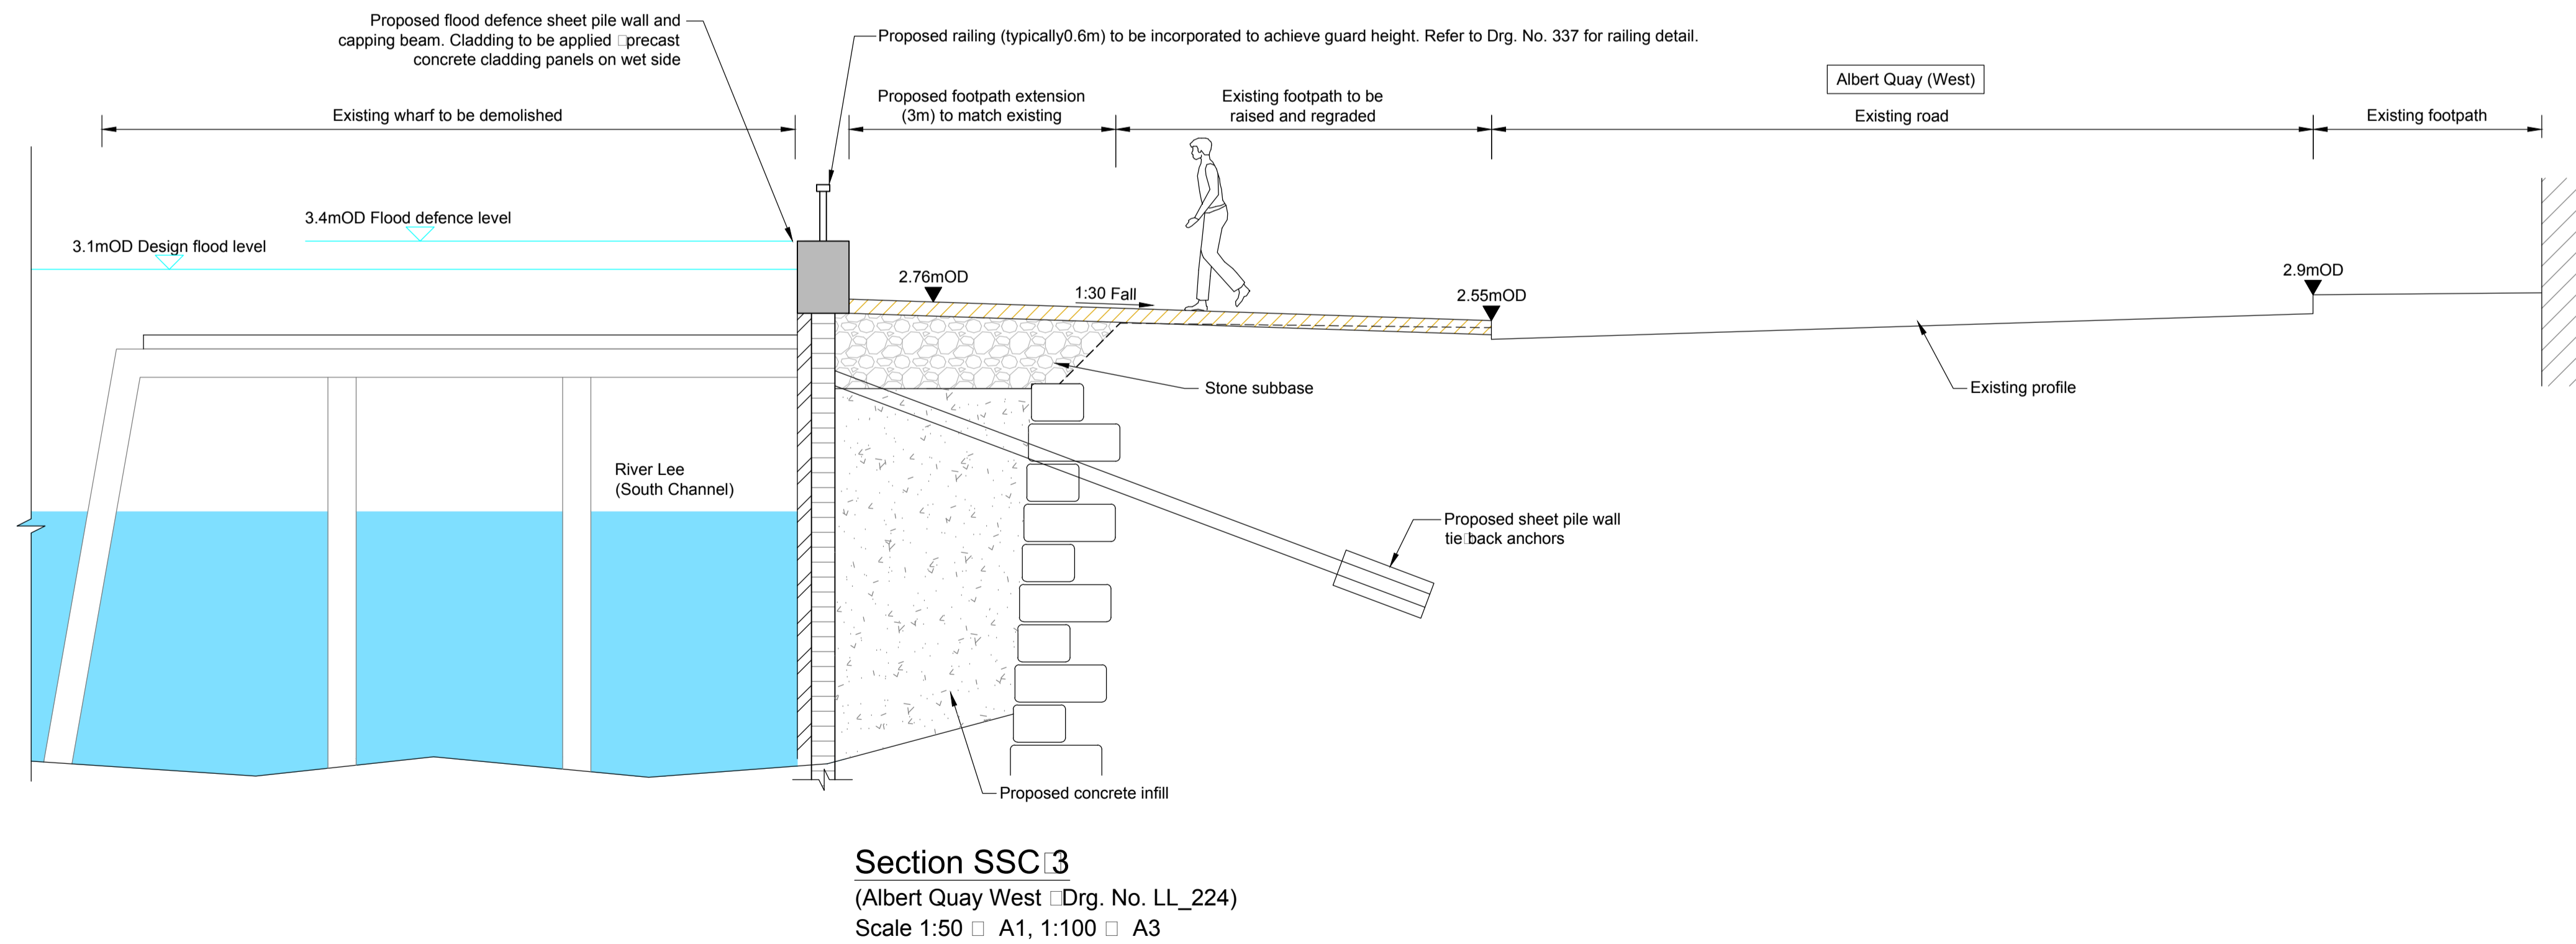 Proposed flood defence sheet pile wall and
capping beam. Cladding to be applied □precast
concrete cladding panels on wet side
Proposed railing (typically0.6m) to be incorporated to achieve guard height. Refer to Drg. No. 337 for railing detail.
Albert Quay (West)
Existing wharf to be demolished
Proposed footpath extension
(3m) to match existing
Existing footpath to be
raised and regraded
Existing road
Existing footpath
3.4mOD Flood defence level
3.1mOD Design flood level
2.76mOD
1:30 Fall
2.55mOD
2.9mOD
Stone subbase
Existing profile
River Lee
(South Channel)
Proposed sheet pile wall
tie□back anchors
Proposed concrete infill
Section SSC□3
(Albert Quay West □Drg. No. LL_224)
Scale 1:50 □ A1, 1:100 □ A3